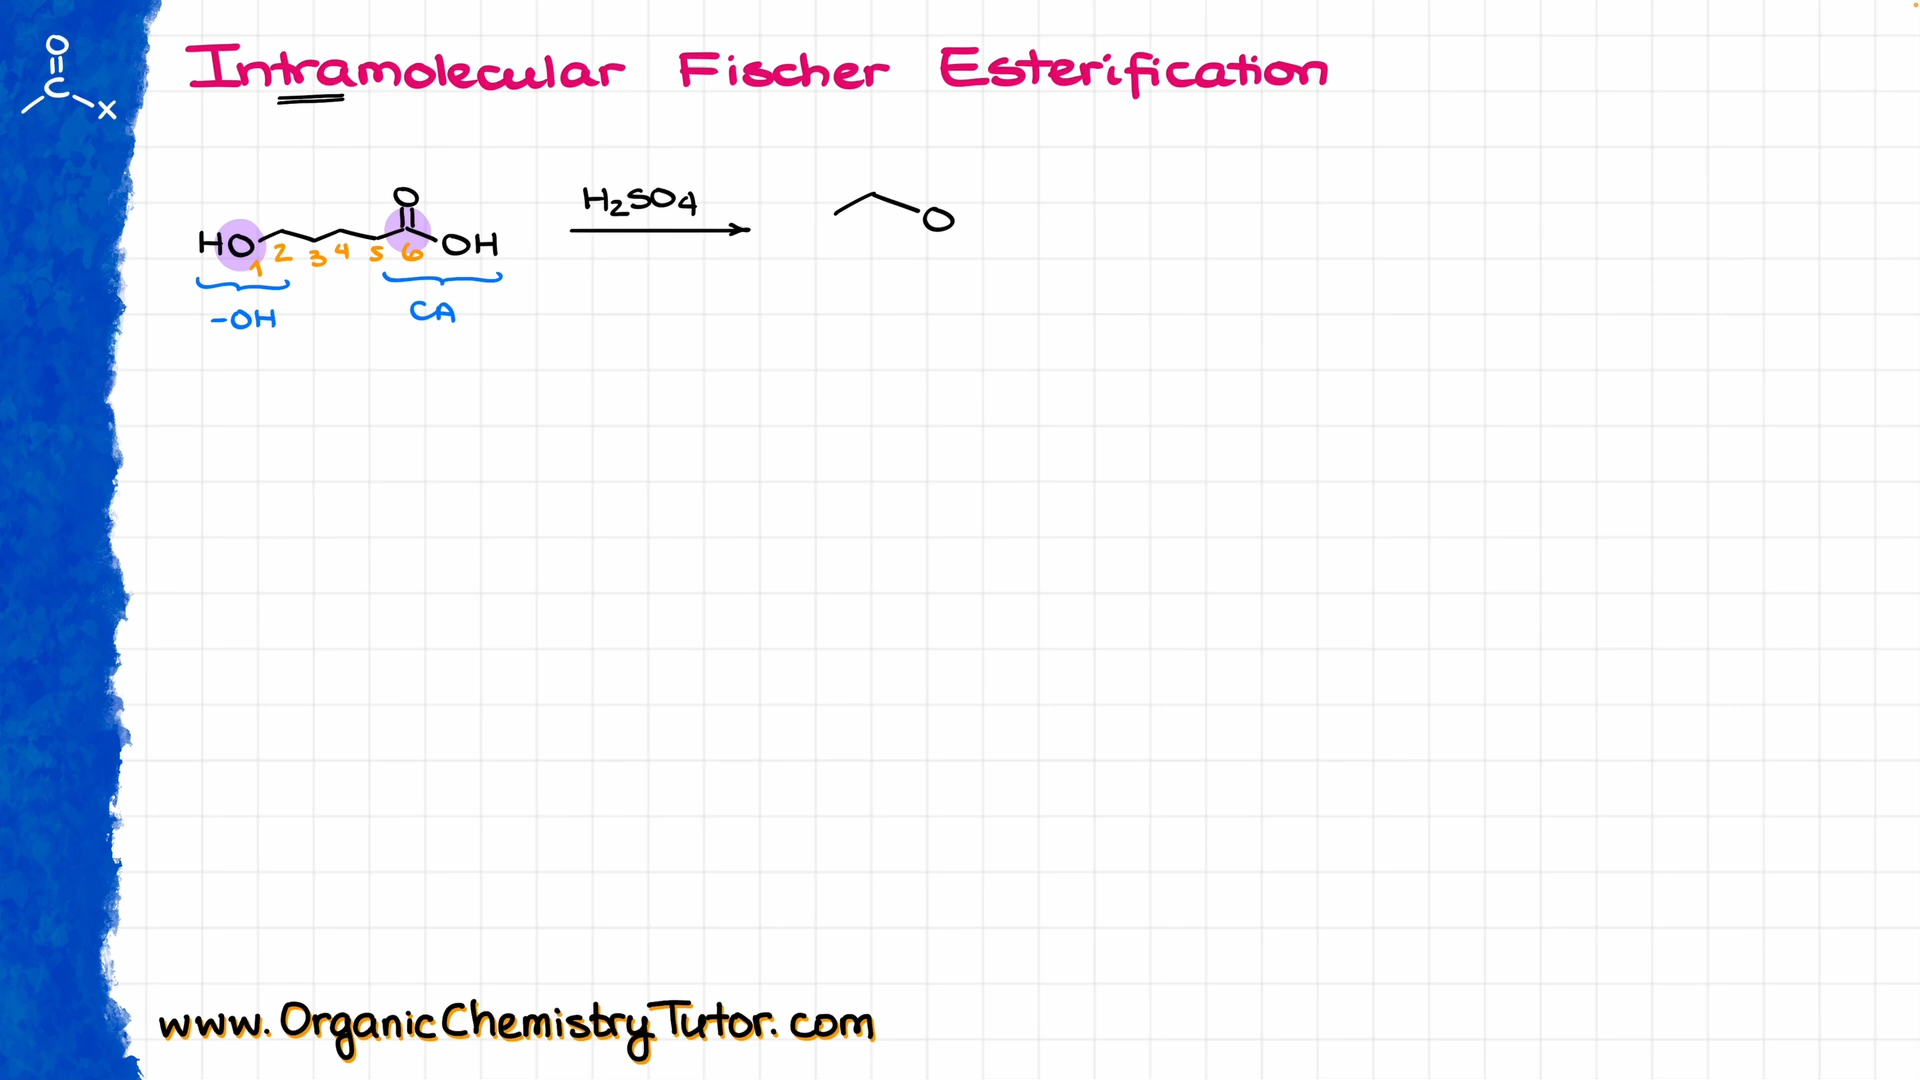 O
C
X
Intramolecular Fischer Esterification
O
HO OH
1 2 3 4 5 6
-OH CA
H₂SO₄
O
www.OrganicChemistryTutor.com